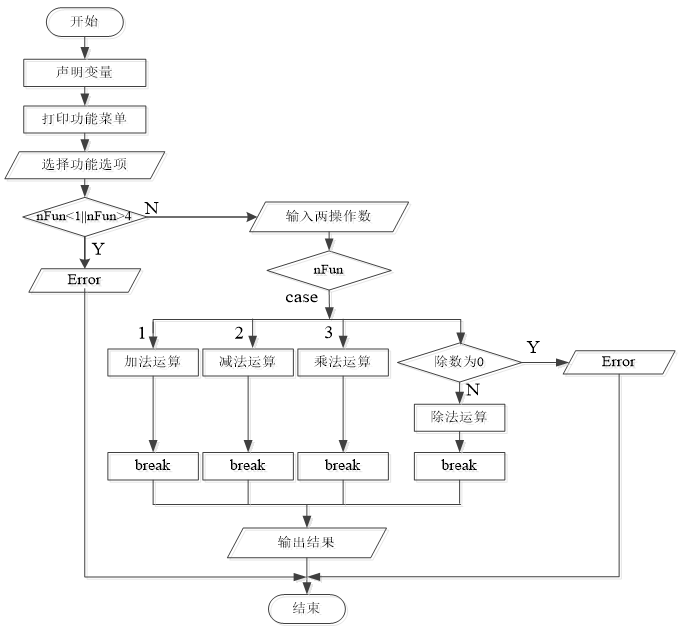 开始
声明变量
打印功能菜单
选择功能选项
nFun<1||nFun>4
N
输入两操作数
Y
Error
nFun
case
1
2
3
加法运算
减法运算
乘法运算
除数为0
Y
Error
N
除法运算
break
break
break
break
输出结果
结束